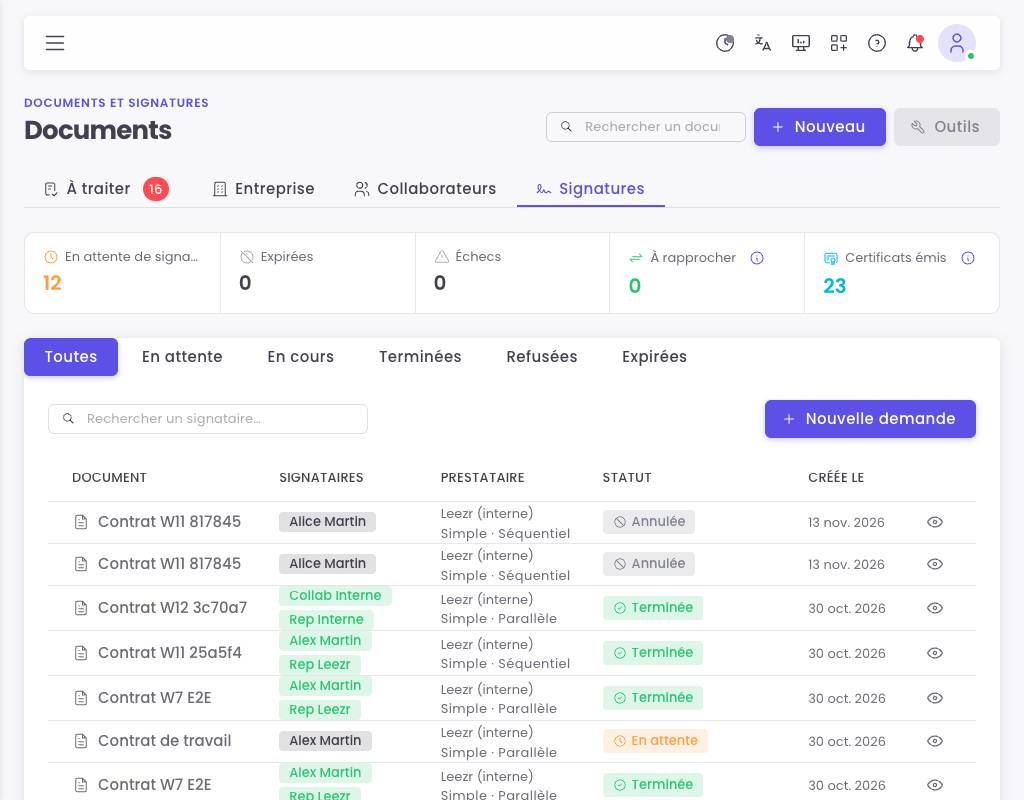 DOCUMENTS ET SIGNATURES
Documents
Rechercher un docu
Nouveau
Outils
À traiter 16
Entreprise
Collaborateurs
Signatures
En attente de signa...
12
Expirées
0
Échecs
0
À rapprocher
0
Certificats émis
23
Toutes
En attente
En cours
Terminées
Refusées
Expirées
Rechercher un signataire...
Nouvelle demande
DOCUMENT SIGNATAIRES PRESTATAIRE STATUT CRÉÉE LE
Contrat W11 817845
Alice Martin
Leezr (interne)
Simple · Séquentiel
Annulée
13 nov. 2026
Contrat W11 817845
Alice Martin
Leezr (interne)
Simple · Séquentiel
Annulée
13 nov. 2026
Contrat W12 3c70a7
Collab Interne
Rep Interne
Leezr (interne)
Simple · Parallèle
Terminée
30 oct. 2026
Contrat W11 25a5f4
Alex Martin
Rep Leezr
Leezr (interne)
Simple · Séquentiel
Terminée
30 oct. 2026
Contrat W7 E2E
Alex Martin
Rep Leezr
Leezr (interne)
Simple · Parallèle
Terminée
30 oct. 2026
Contrat de travail
Alex Martin
Leezr (interne)
Simple · Parallèle
En attente
30 oct. 2026
Contrat W7 E2E
Alex Martin
Rep Leezr
Leezr (interne)
Simple · Parallèle
Terminée
30 oct. 2026